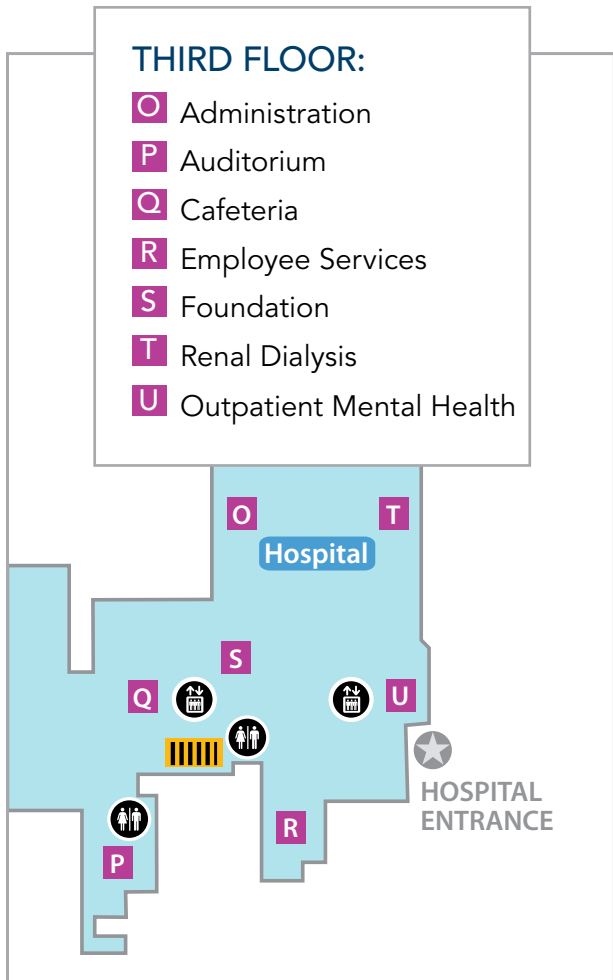 THIRD FLOOR:
O Administration
P Auditorium
Q Cafeteria
R Employee Services
S Foundation
T Renal Dialysis
U Outpatient Mental Health
O T
Hospital
S
Q U
HOSPITAL
ENTRANCE
R
P